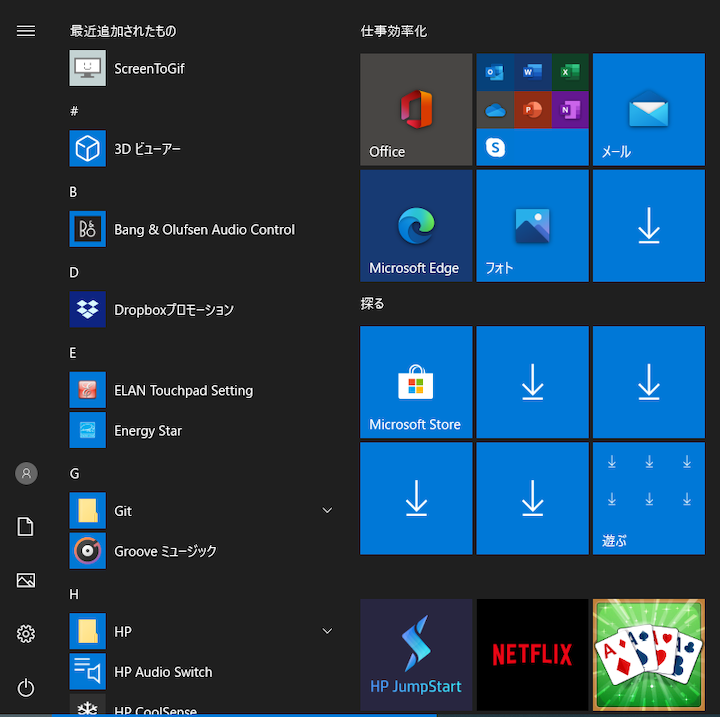 最近追加されたもの
ScreenToGif
#
3D ビューアー
B
Bang & Olufsen Audio Control
D
Dropboxプロモーション
E
ELAN Touchpad Setting
Energy Star
G
Git
Groove ミュージック
H
HP
HP Audio Switch
HP CoolSense
仕事効率化
Office
メール
Microsoft Edge
フォト
探る
Microsoft Store
遊ぶ
HP JumpStart
NETFLIX